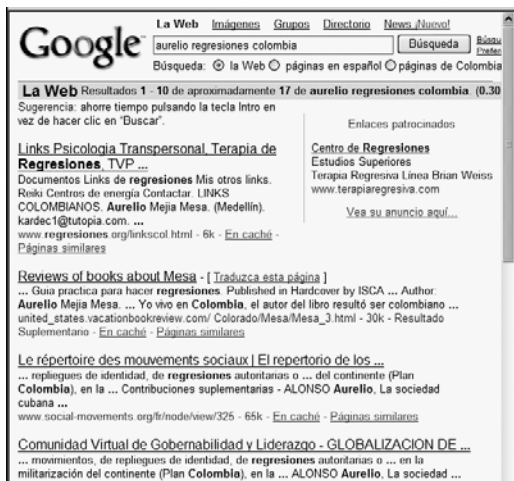 Google
La Web Imágenes Grupos Directorio News ¡Nuevo!
aurelio regresiones colombia Búsqueda
Búsqueda: la Web páginas en español páginas de Colombia
La Web Resultados 1 - 10 de aproximadamente 17 de aurelio regresiones colombia. (0.30
Sugerencia: ahorre tiempo pulsando la tecla Intro en
vez de hacer clic en "Buscar".
Links Psicologia Transpersonal, Terapia de
Regresiones, TVP ...
Documentos Links de regresiones Mis otros links.
Reiki Centros de energía Contactar. LINKS
COLOMBIANOS. Aurelio Mejia Mesa. (Medellín).
kardec1@tutopia.com. ...
www.regresiones.org/linkscol.html - 6k - En caché -
Páginas similares
Enlaces patrocinados
Centro de Regresiones
Estudios Superiores
Terapia Regresiva Línea Brian Weiss
www.terapiaregresiva.com
Vea su anuncio aquí...
Reviews of books about Mesa - [ Traduzca esta página ]
... Guia practica para hacer regresiones. Published in Hardcover by ISCA ... Author:
Aurelio Mejia Mesa. ... Yo vivo en Colombia, el autor del libro resultó ser colombiano ...
united_states.vacationbookreview.com/ Colorado/Mesa/Mesa_3.html - 30k - Resultado
Suplementario - En caché - Páginas similares
Le répertoire des mouvements sociaux | El repertorio de los ...
... repliegues de identidad, de regresiones autoritarias o ... del continente (Plan
Colombia), en la ... Contribuciones suplementarias - ALONSO Aurelio, La sociedad
cubana ...
www.social-movements.org/fr/node/view/325 - 65k - En caché - Páginas similares
Comunidad Virtual de Gobernabilidad y Liderazgo - GLOBALIZACION DE ...
... movimientos, de repliegues de identidad, de regresiones autoritarias o ... en la
militarización del continente (Plan Colombia), en la ... ALONSO Aurelio, La sociedad ...